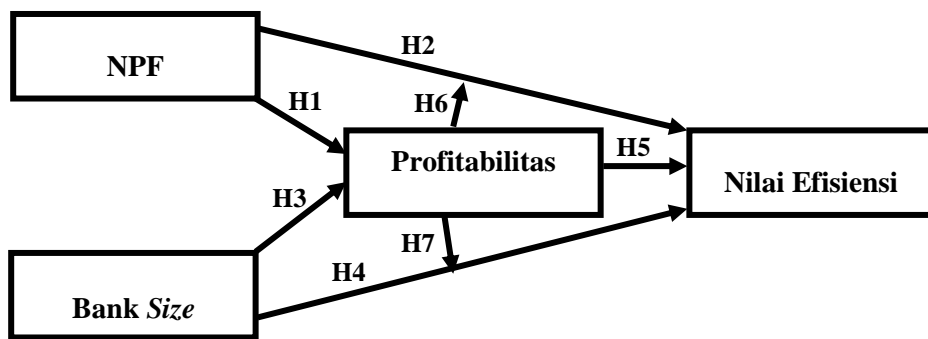 NPF
H2
H1
H6
Profitabilitas
H5
Nilai Efisiensi
H3
H7
H4
Bank Size